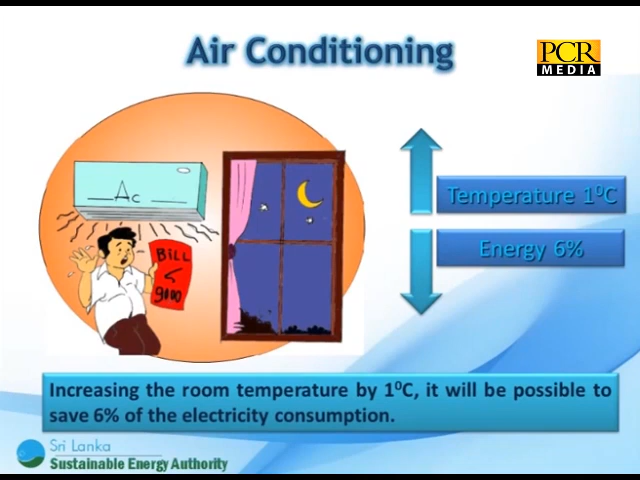 Air Conditioning
PCR
MEDIA
Ac
BILL
<
9000
Temperature 1⁰C
Energy 6%
Increasing the room temperature by 1⁰C, it will be possible to
save 6% of the electricity consumption.
Sri Lanka
Sustainable Energy Authority